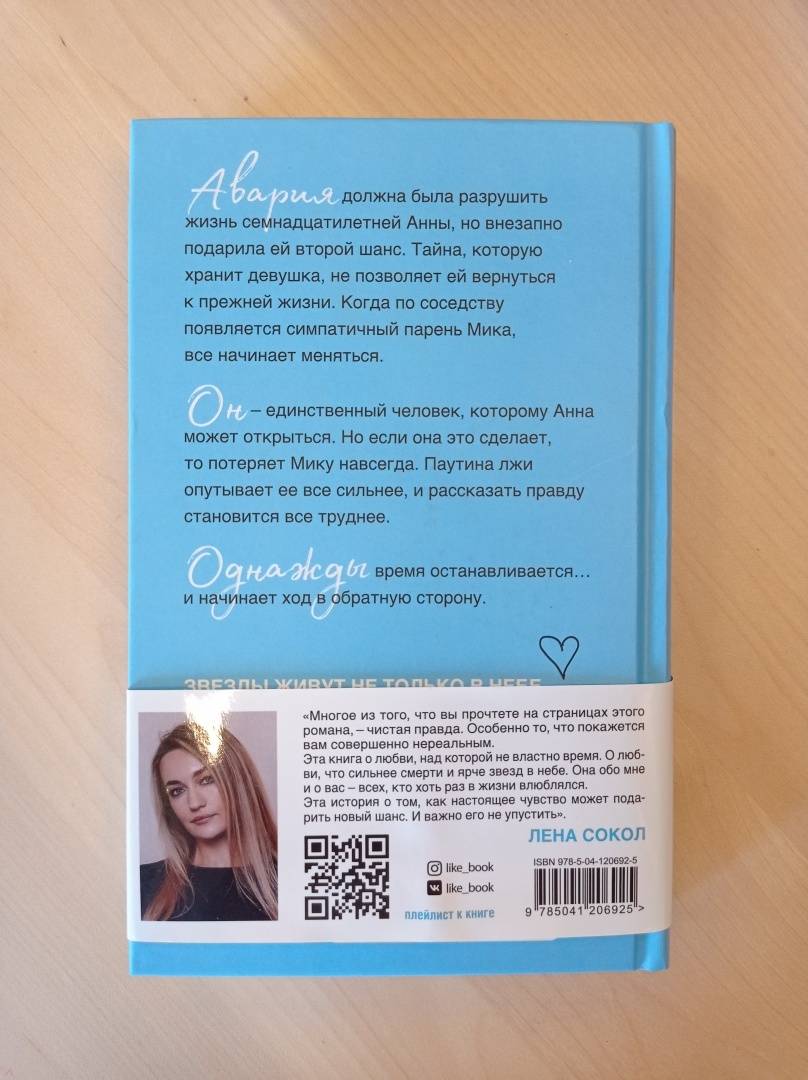 Авария должна была разрушить
жизнь семнадцатилетней Анны, но внезапно
подарила ей второй шанс. Тайна, которую
хранит девушка, не позволяет ей вернуться
к прежней жизни. Когда по соседству
появляется симпатичный парень Мика,
все начинает меняться.
Он – единственный человек, которому Анна
может открыться. Но если она это сделает,
то потеряет Мику навсегда. Паутина лжи
опутывает ее все сильнее, и рассказать правду
становится все труднее.
Однажды время останавливается...
и начинает ход в обратную сторону.
ЗВЕЗДЫ ЖИВУТ НЕ ТОЛЬКО В НЕБЕ
«Многое из того, что вы прочтете на страницах этого
романа, – чистая правда. Особенно то, что покажется
вам совершенно нереальным.
Эта книга о любви, над которой не властно время. О люб-
ви, что сильнее смерти и ярче звезд в небе. Она обо мне
и о вас – всех, кто хоть раз в жизни влюблялся.
Эта история о том, как настоящее чувство может пода-
рить новый шанс. И важно его не упустить».
ЛЕНА СОКОЛ
like_book
like_book
плейлист к книге
ISBN 978-5-04-120692-5
9 785041 206925 >